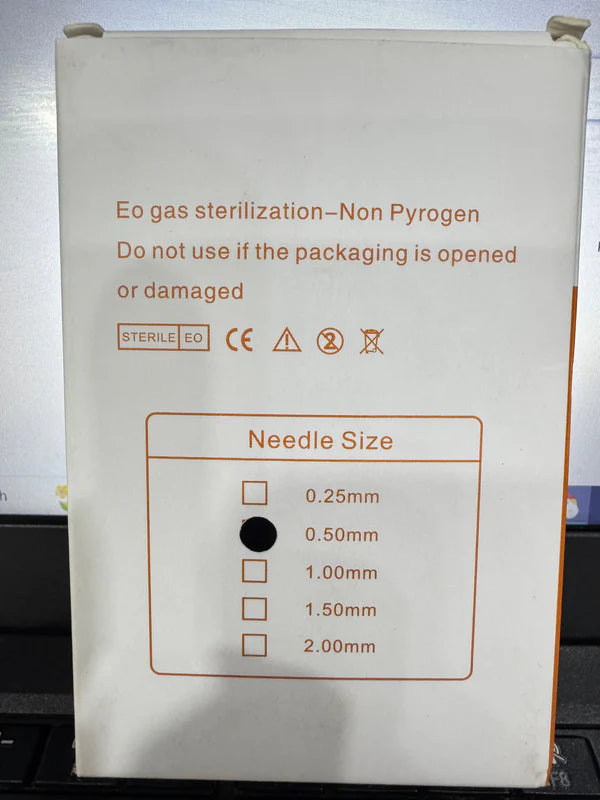 Eo gas sterilization-Non Pyrogen
Do not use if the packaging is opened
or damaged
STERILE EO CE
Needle Size
0.25mm
0.50mm
1.00mm
1.50mm
2.00mm
F8